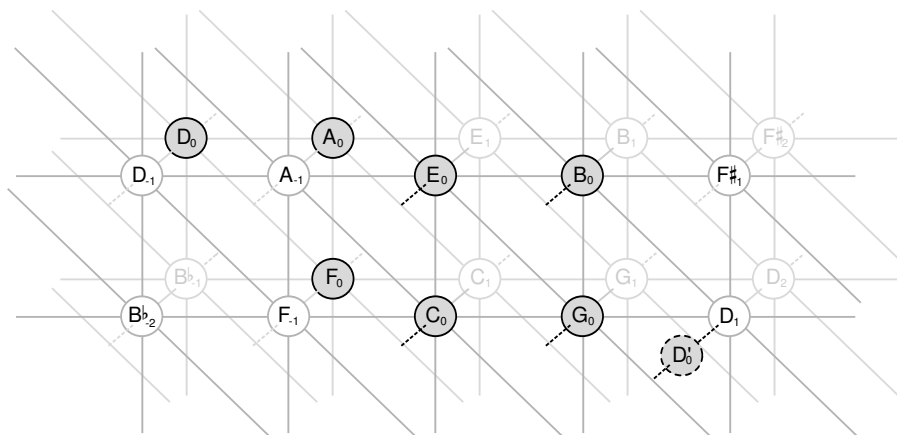 D₀ A₀ E₁ B₁ F♯₂
D₋₁ A₋₁ E₀ B₀ F♯₁
B♭₋₁ F₀ C₁ G₁ D₂
B♭₋₂ F₋₁ C₀ G₀ D₁
D'₀